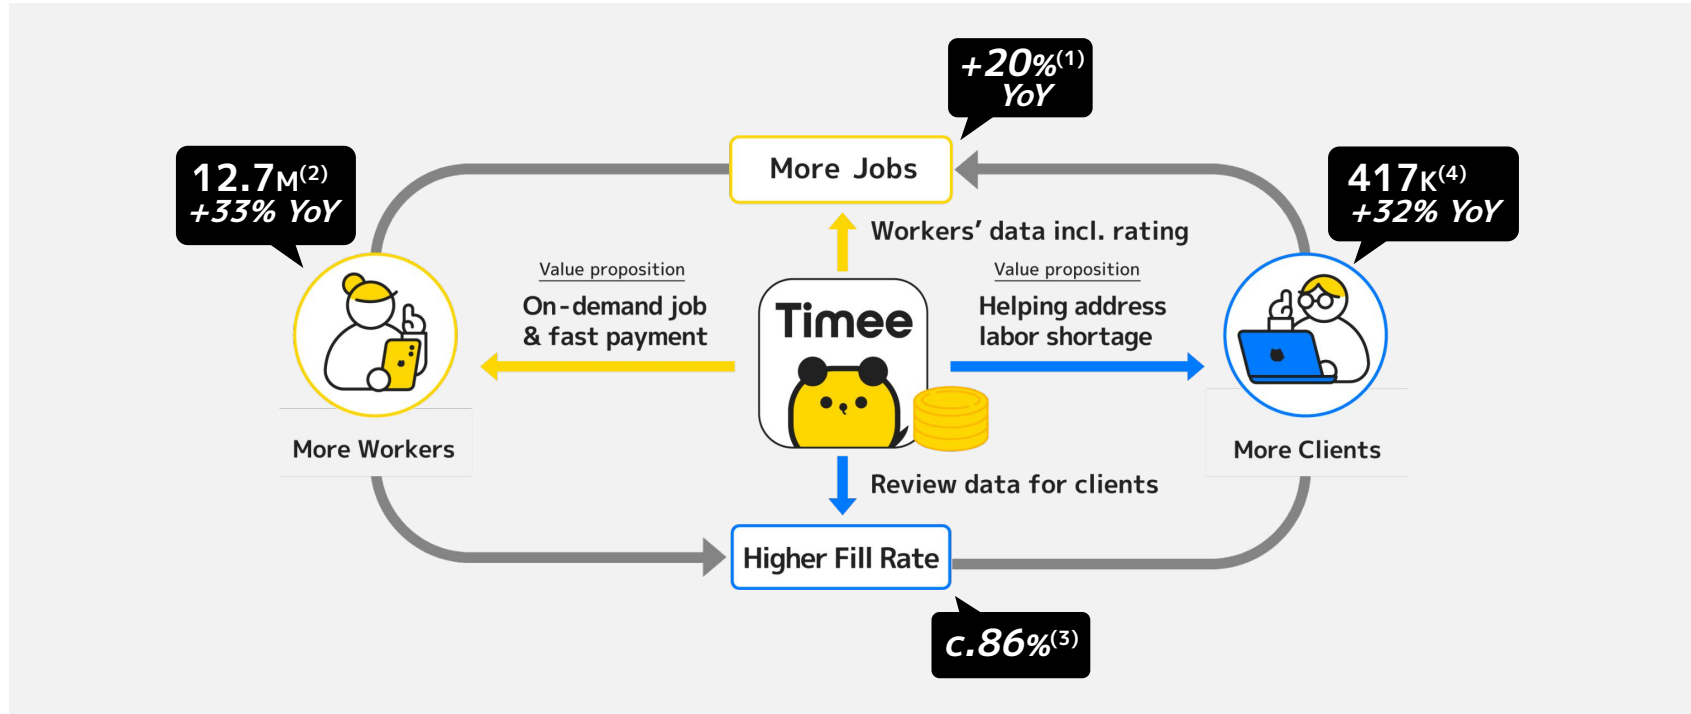 +20%(1)
YoY
12.7M(2)
+33% YoY
417K(4)
+32% YoY
More Jobs
Workers’ data incl. rating
Value proposition
On-demand job
& fast payment
Value proposition
Helping address
labor shortage
Timee
More Workers
More Clients
Review data for clients
Higher Fill Rate
c.86%(3)